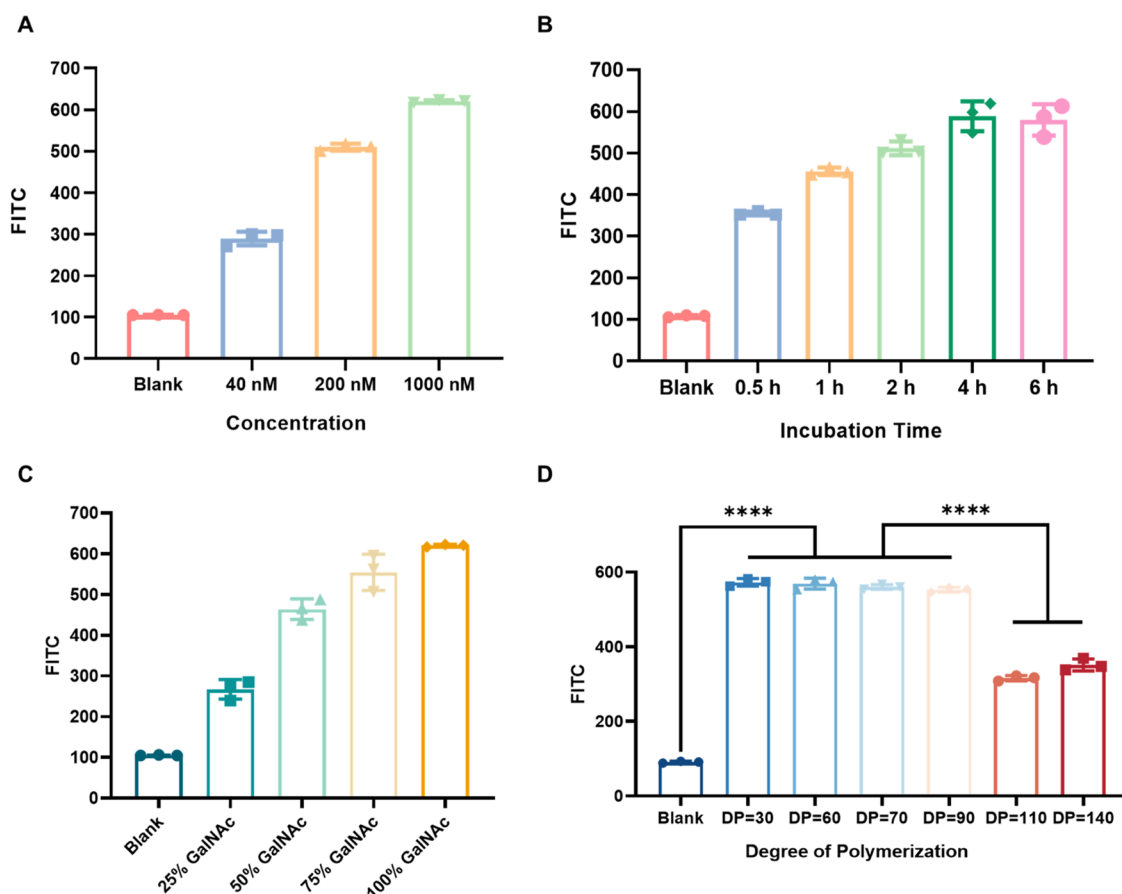 A
FITC
700
600
500
400
300
200
100
0
Blank 40 nM 200 nM 1000 nM
Concentration
B
FITC
700
600
500
400
300
200
100
0
Blank 0.5 h 1 h 2 h 4 h 6 h
Incubation Time
C
FITC
700
600
500
400
300
200
100
0
Blank
25% GalNAc
50% GalNAc
75% GalNAc
100% GalNAc
D
**** ****
FITC
600
400
200
0
Blank DP=30 DP=60 DP=70 DP=90 DP=110 DP=140
Degree of Polymerization